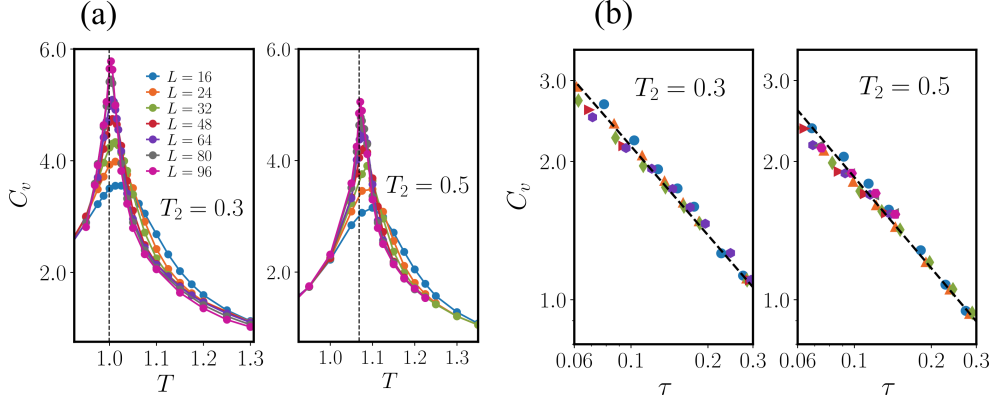 (a)
(b)
6.0
4.0
2.0
C_v
L = 16
L = 24
L = 32
L = 48
L = 64
L = 80
L = 96
T_2 = 0.3
1.0 1.1 1.2 1.3
T
6.0
4.0
2.0
T_2 = 0.5
1.0 1.1 1.2 1.3
T
3.0
2.0
1.0
C_v
T_2 = 0.3
0.06 0.1 0.2 0.3
τ
3.0
2.0
1.0
T_2 = 0.5
0.06 0.1 0.2 0.3
τ